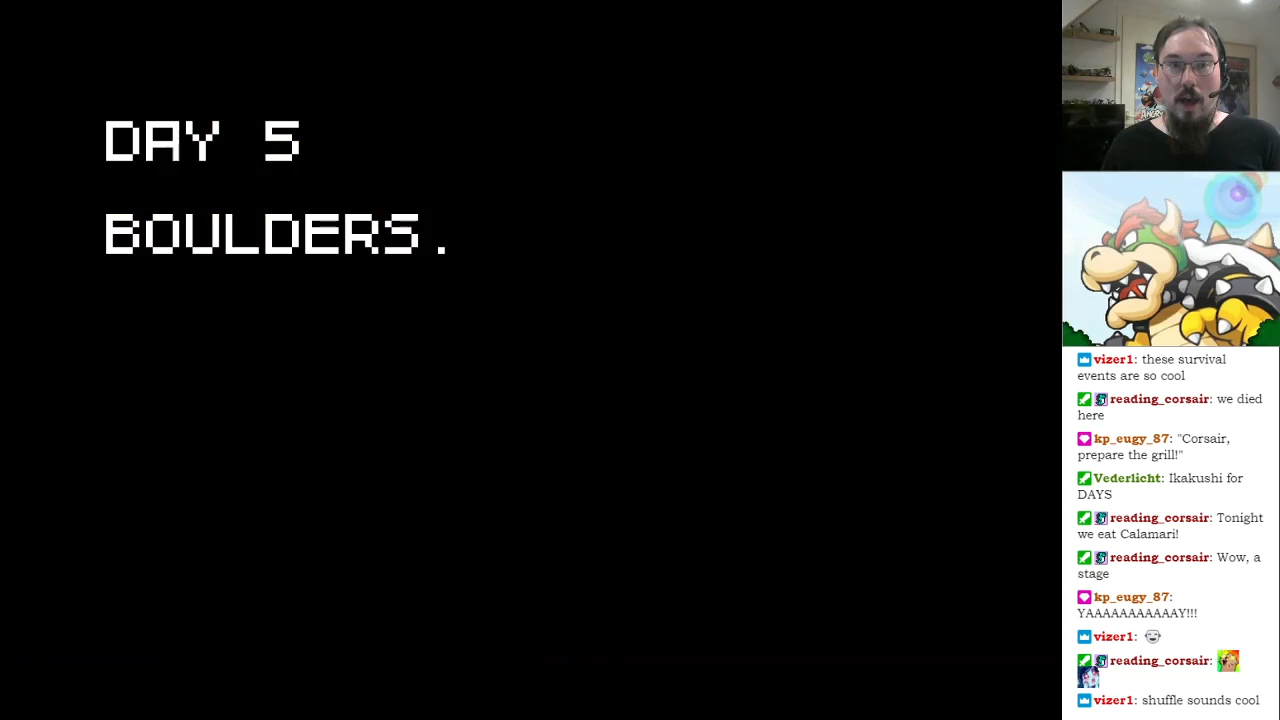 DAY 5
BOULDERS.
vizer1: these survival
events are so cool
reading_corsair: we died
here
kp_eugy_87: "Corsair,
prepare the grill!"
Vederlicht: Ikakushi for
DAYS
reading_corsair: Tonight
we eat Calamari!
reading_corsair: Wow, a
stage
kp_eugy_87:
YAAAAAAAAAAAY!!!
vizer1:
reading_corsair:
vizer1: shuffle sounds cool